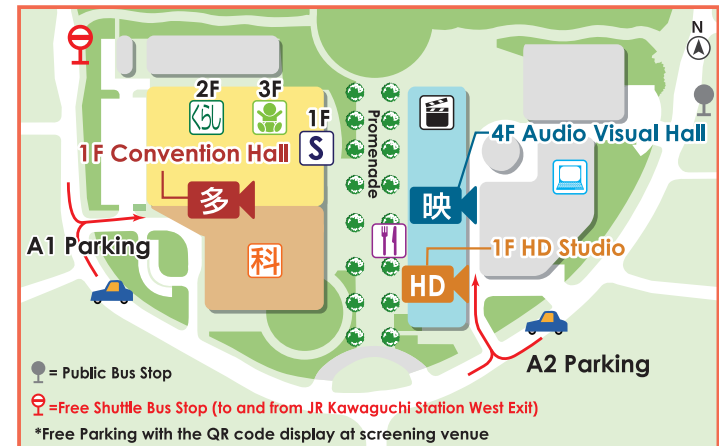 N
2F
3F
くらし
1F
S
Promenade
1F Convention Hall
4F Audio Visual Hall
多
映
A1 Parking
科
1F HD Studio
HD
A2 Parking
= Public Bus Stop
=Free Shuttle Bus Stop (to and from JR Kawaguchi Station West Exit)
*Free Parking with the QR code display at screening venue